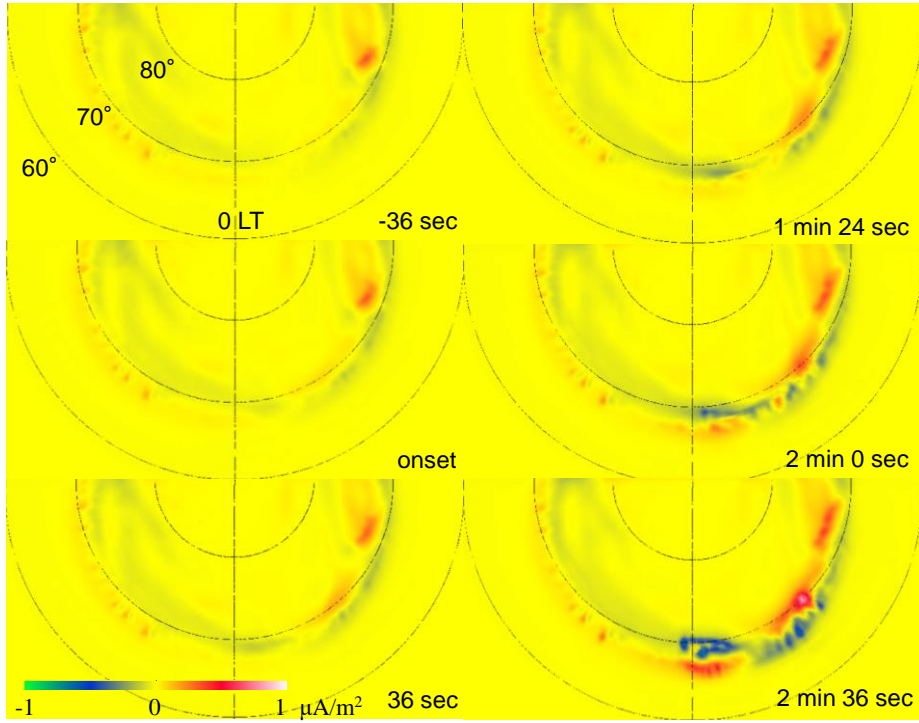 80°
70°
60°
0 LT
-36 sec
1 min 24 sec
onset
2 min 0 sec
-1 0 1 μA/m²
36 sec
2 min 36 sec